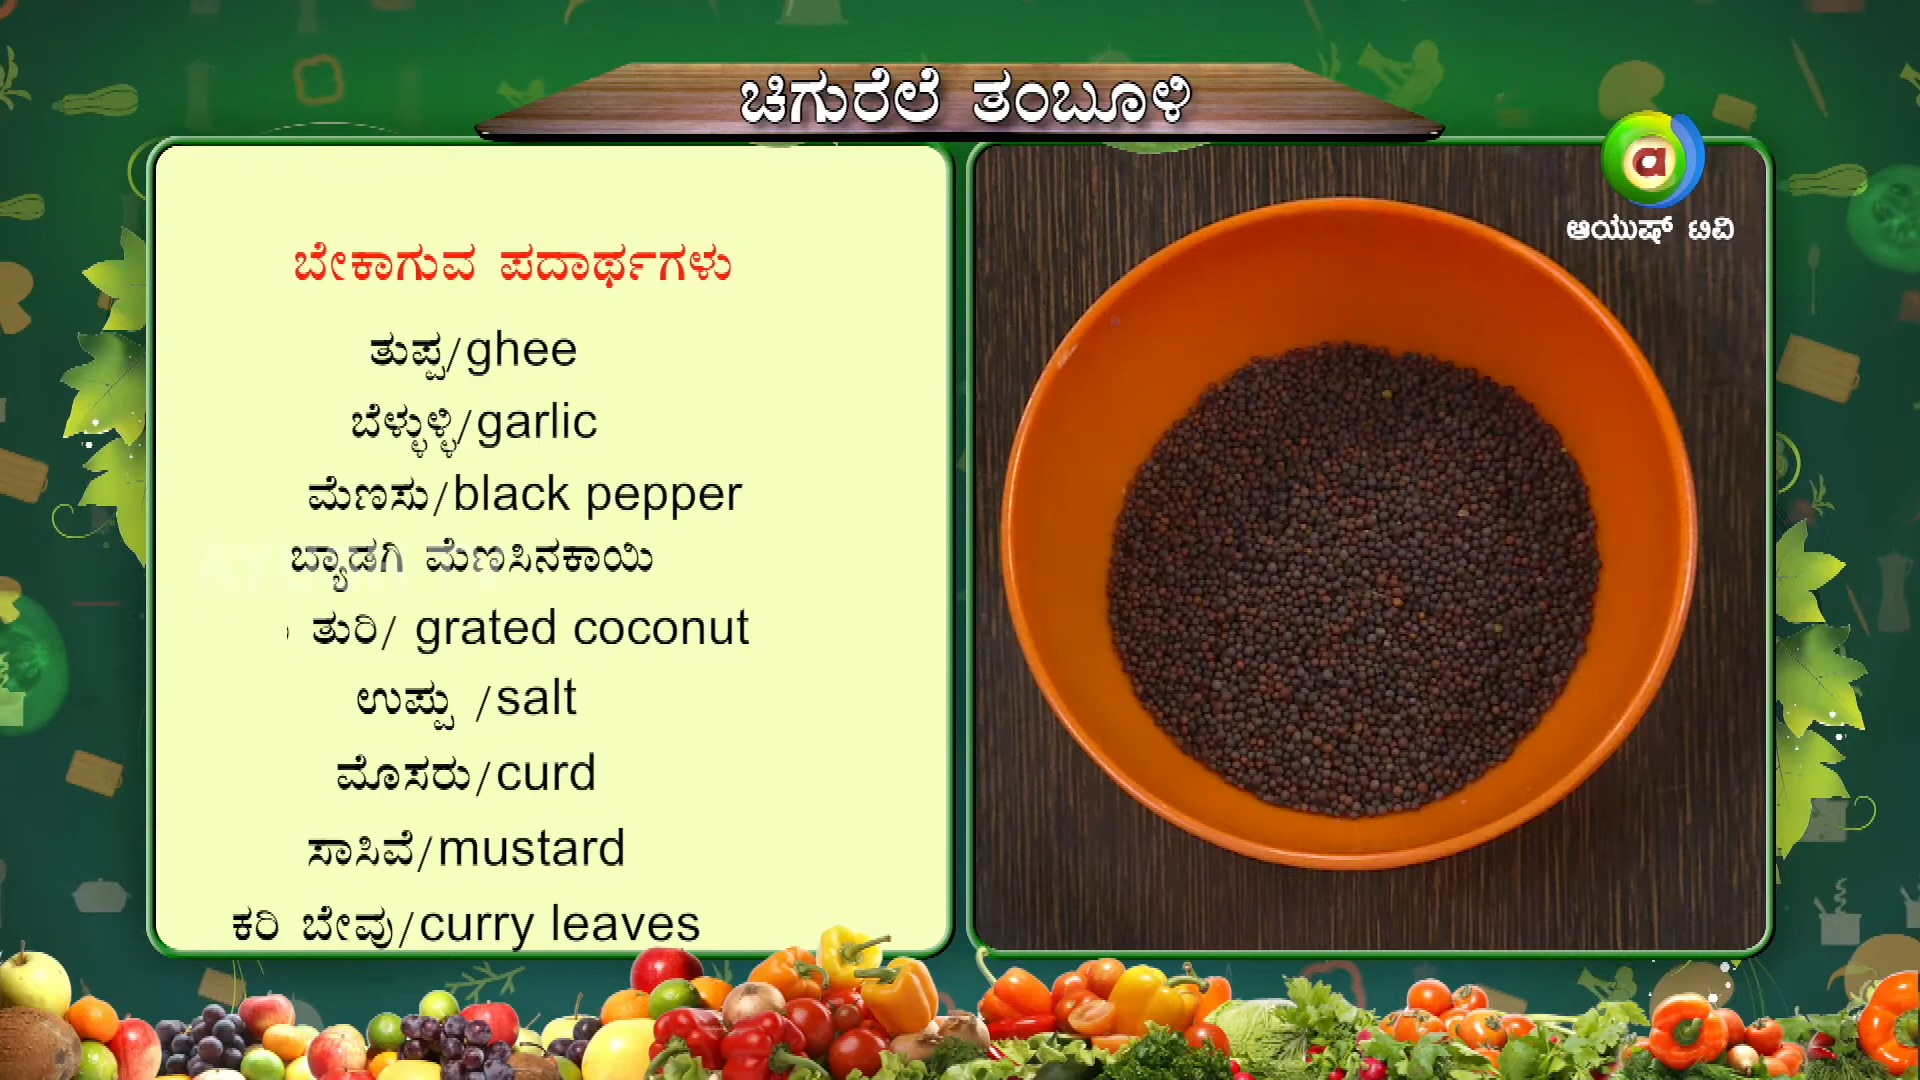 ಚಿಗುರೆಲೆ ತಂಬೂಳಿ
ಆಯುಷ್ ಟಿವಿ
ಬೇಕಾಗುವ ಪದಾರ್ಥಗಳು
ತುಪ್ಪ/ghee
ಬೆಳ್ಳುಳ್ಳಿ/garlic
ಮೆಣಸು/black pepper
ಬ್ಯಾಡಗಿ ಮೆಣಸಿನಕಾಯಿ
ತುರಿ/ grated coconut
ಉಪ್ಪು /salt
ಮೊಸರು/curd
ಸಾಸಿವೆ/mustard
ಕರಿ ಬೇವು/curry leaves